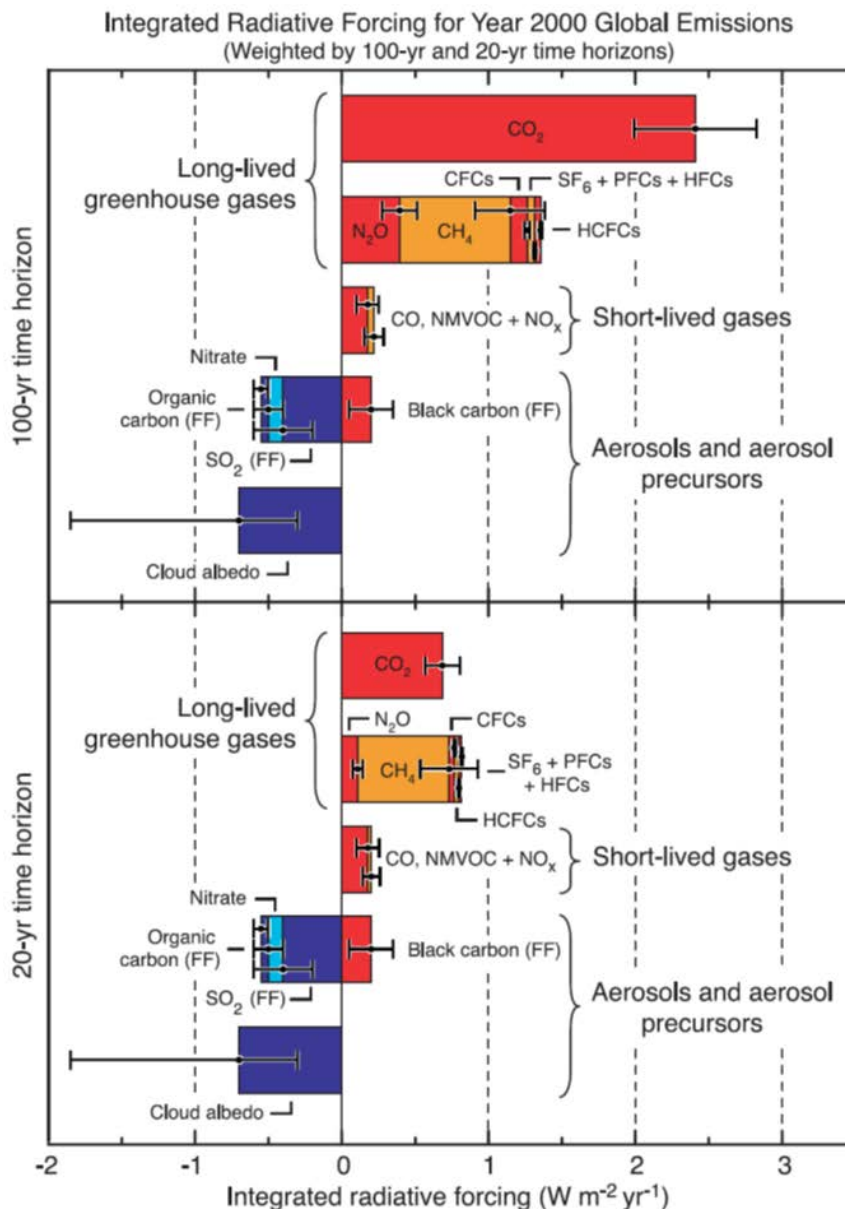 Integrated Radiative Forcing for Year 2000 Global Emissions
(Weighted by 100-yr and 20-yr time horizons)
100-yr time horizon
CO₂
Long-lived
greenhouse gases
CFCs
SF₆ + PFCs + HFCs
N₂O
CH₄
HCFCs
CO, NMVOC + NOₓ
Short-lived gases
Nitrate
Organic
carbon (FF)
SO₂ (FF)
Black carbon (FF)
Aerosols and aerosol
precursors
Cloud albedo
20-yr time horizon
CO₂
Long-lived
greenhouse gases
N₂O
CFCs
CH₄
SF₆ + PFCs
+ HFCs
HCFCs
CO, NMVOC + NOₓ
Short-lived gases
Nitrate
Organic
carbon (FF)
SO₂ (FF)
Black carbon (FF)
Aerosols and aerosol
precursors
Cloud albedo
-2 -1 0 1 2 3
Integrated radiative forcing (W m⁻² yr⁻¹)